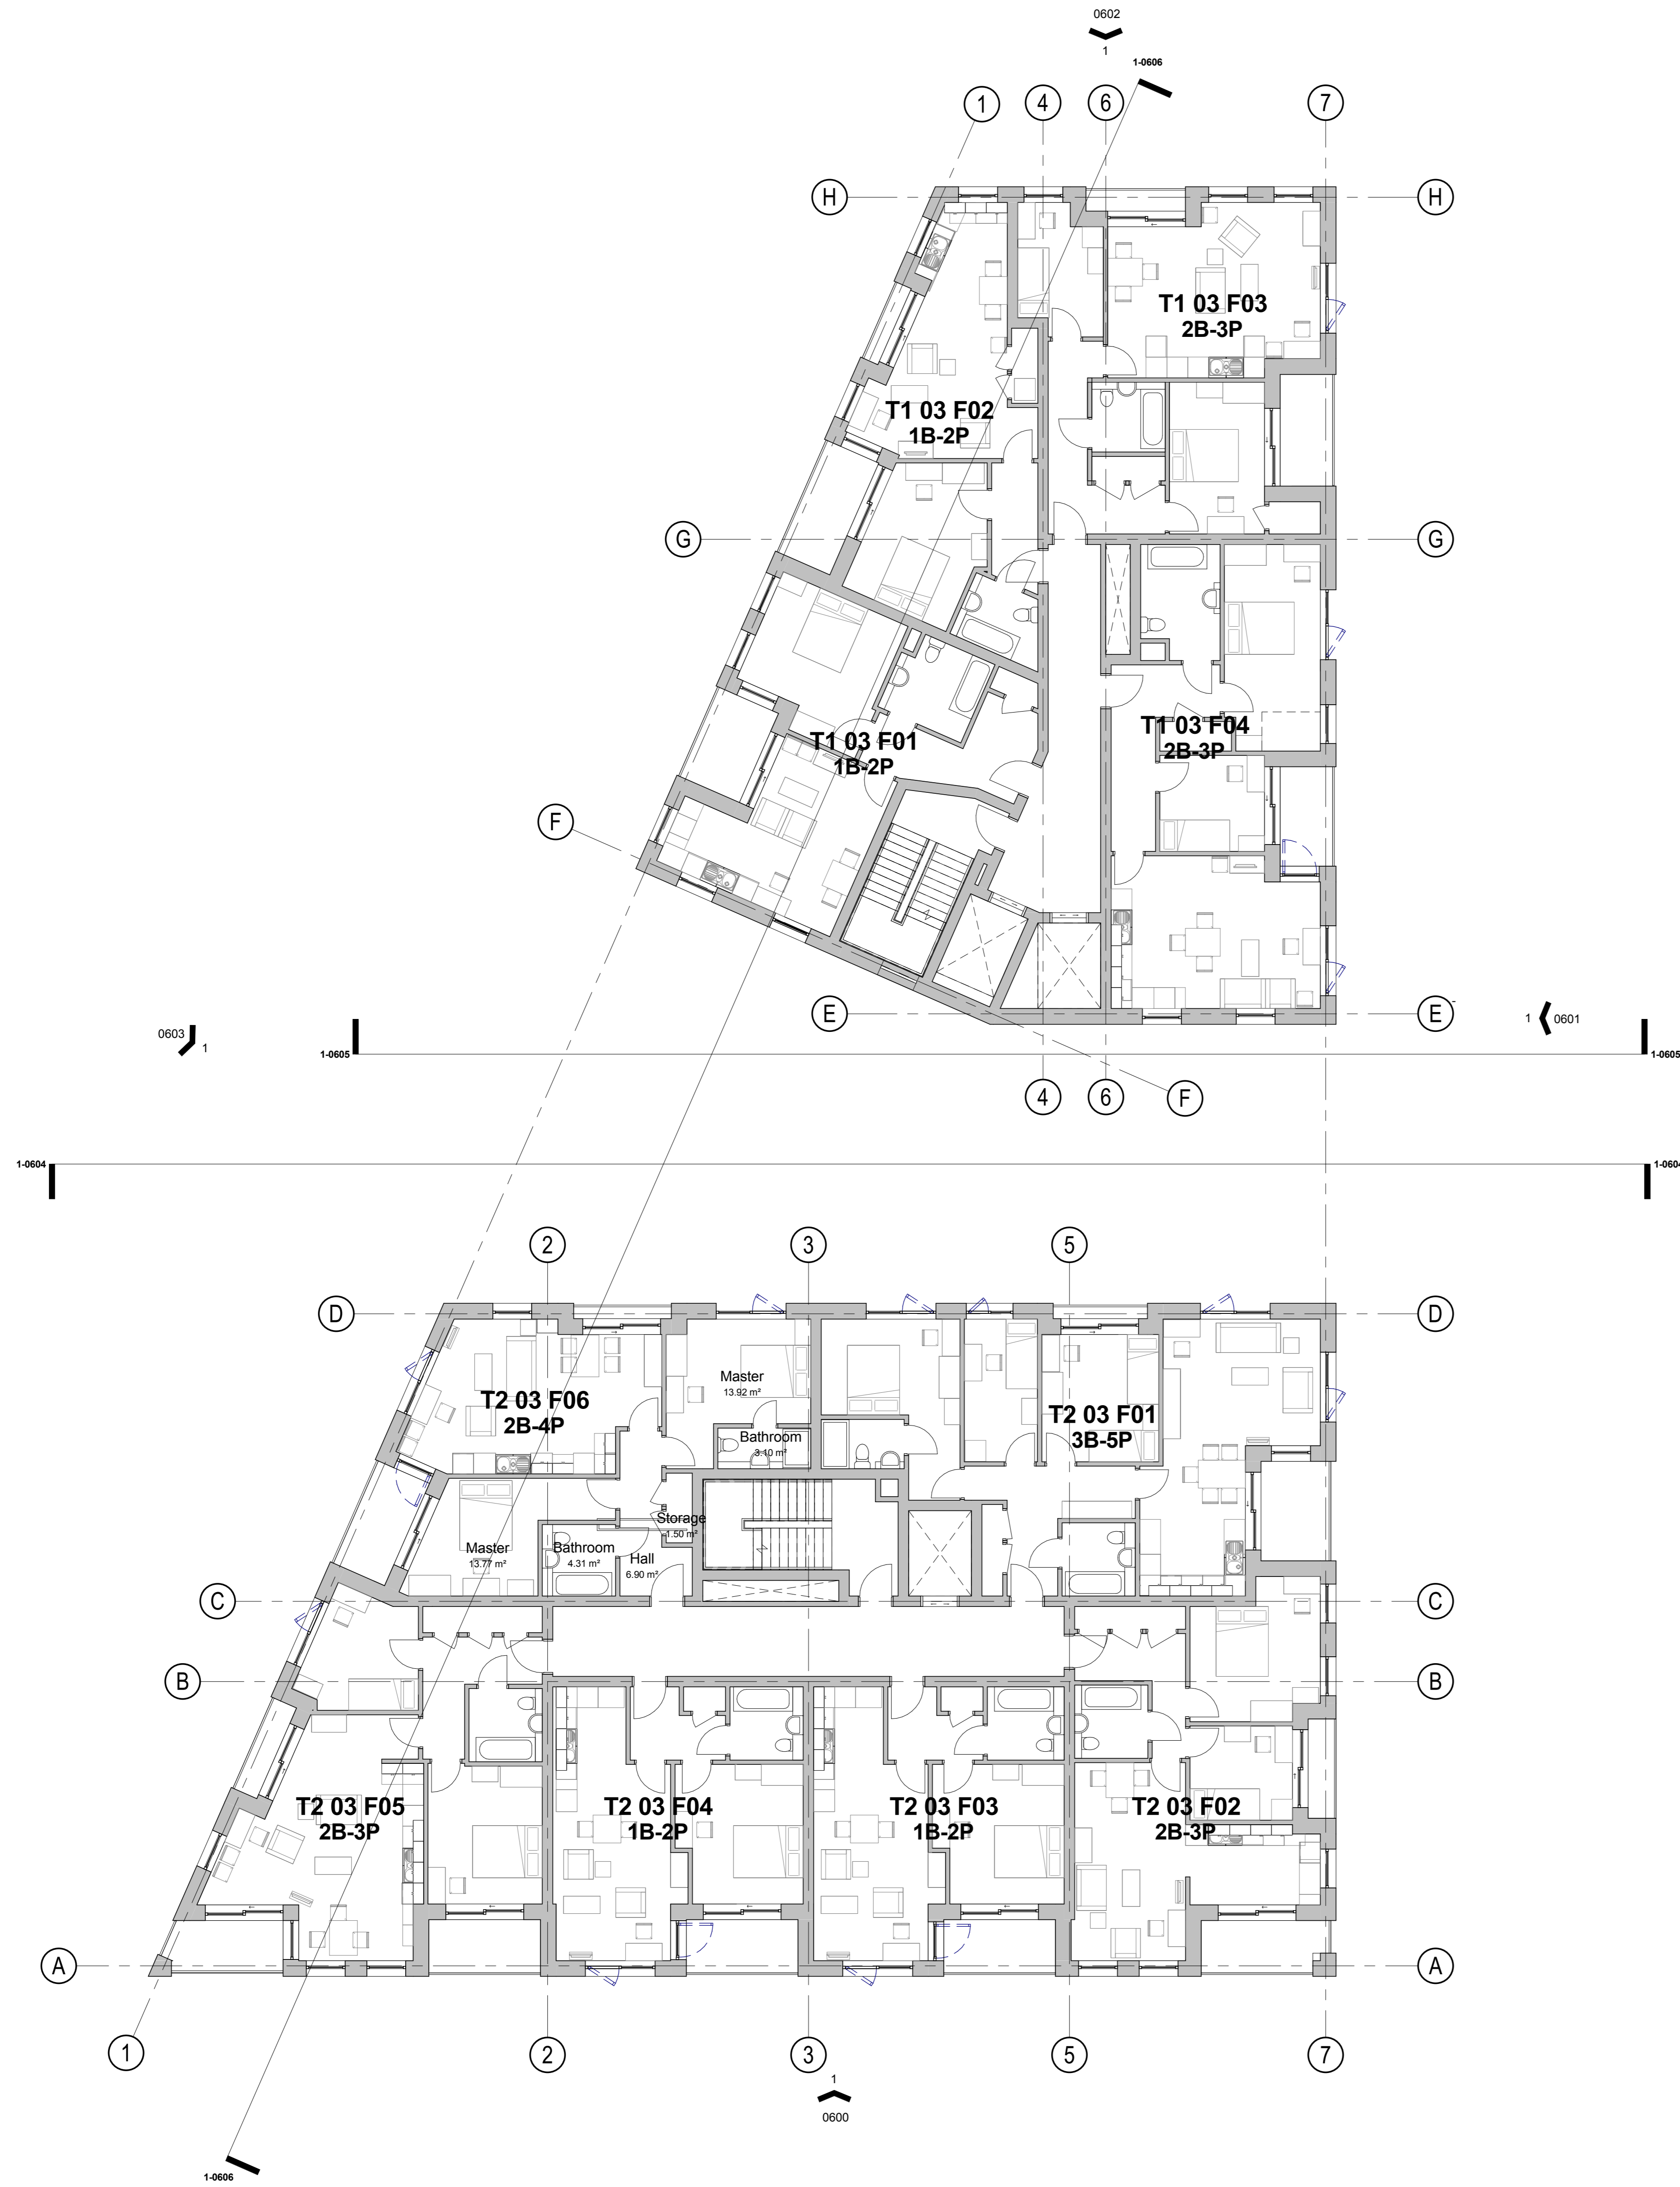 0602
1
1-0606
1
4
6
7
H
H
T1 03 F03
2B-3P
T1 03 F02
1B-2P
G
G
T1 03 F04
2B-3P
T1 03 F01
1B-2P
F
E
E
0603
1
1-0605
1
0601
1-0605
4
6
F
1-0604
1-0604
2
3
5
D
D
Master
13.92 m²
T2 03 F06
2B-4P
T2 03 F01
3B-5P
Bathroom
3.10 m²
Storage
1.50 m²
Master
13.77 m²
Bathroom
4.31 m²
Hall
6.90 m²
C
C
B
B
T2 03 F05
2B-3P
T2 03 F04
1B-2P
T2 03 F03
1B-2P
T2 03 F02
2B-3P
A
A
1
2
3
5
7
1
0600
1-0606